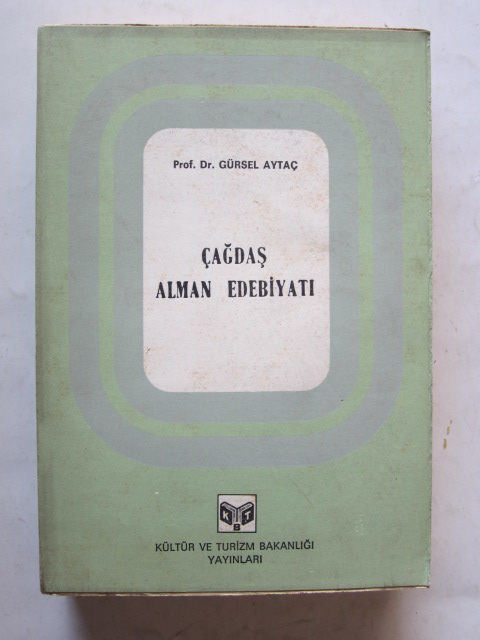 Prof. Dr. GÜRSEL AYTAÇ
ÇAĞDAŞ
ALMAN EDEBİYATI
K T
B
KÜLTÜR VE TURİZM BAKANLIĞI
YAYINLARI